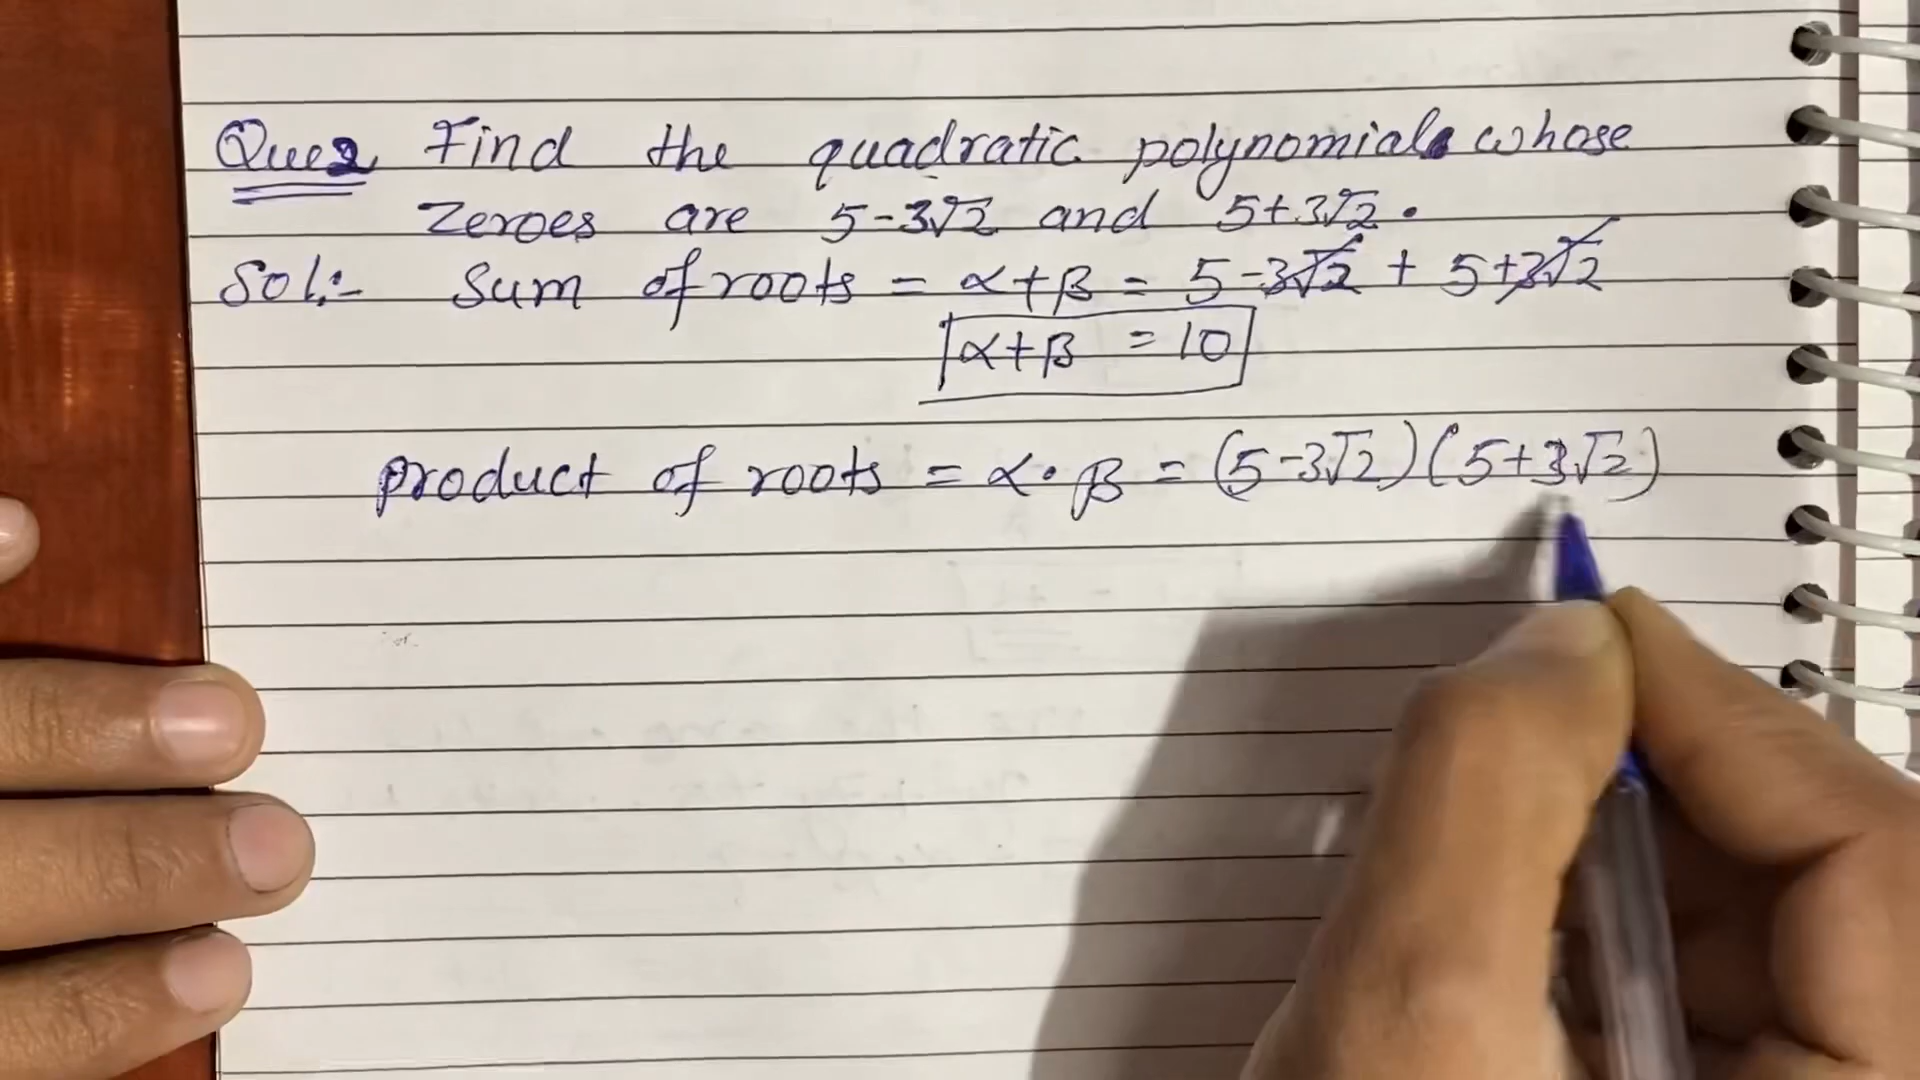 Que2 Find the quadratic polynomial whose
zeroes are 5-3√2 and 5+3√2.
Sol:- Sum of roots = α+β = 5-3√2 + 5+3√2
α+β = 10
product of roots = α·β = (5-3√2)(5+3√2)